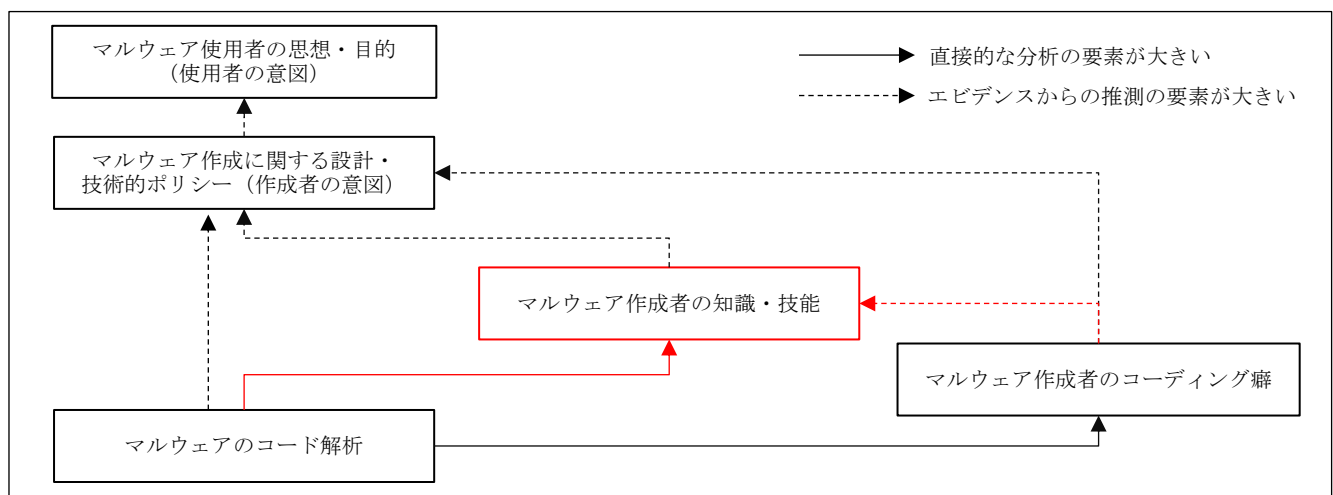 マルウェア使用者の思想・目的
（使用者の意図）
直接的な分析の要素が大きい
エビデンスからの推測の要素が大きい
マルウェア作成に関する設計・
技術的ポリシー（作成者の意図）
マルウェア作成者の知識・技能
マルウェア作成者のコーディング癖
マルウェアのコード解析